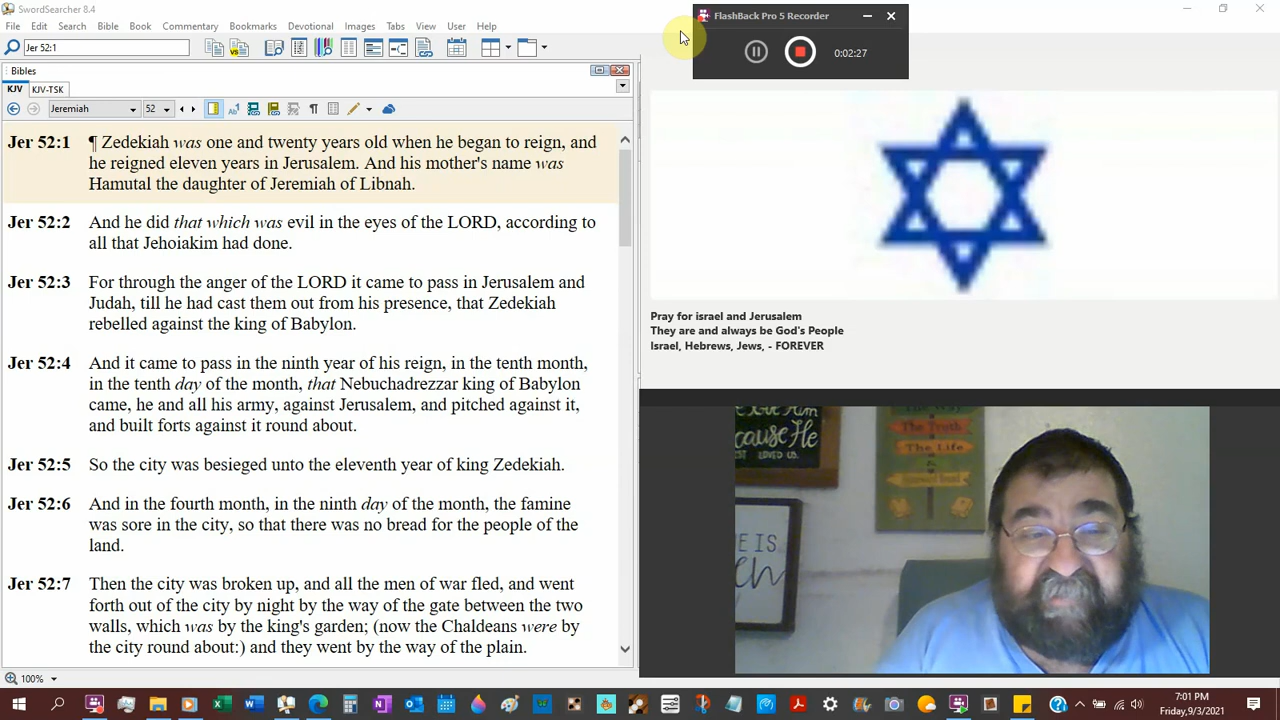 SwordSearcher 8.4
FlashBack Pro 5 Recorder
File Edit Search Bible Book Commentary Bookmarks Devotional Images Tabs View User Help
Jer 52:1
0:02:27
Bibles
KJV KJV-TSK
Jeremiah 52
Jer 52:1 ¶ Zedekiah was one and twenty years old when he began to reign, and
he reigned eleven years in Jerusalem. And his mother's name was
Hamutal the daughter of Jeremiah of Libnah.
Jer 52:2 And he did that which was evil in the eyes of the LORD, according to
all that Jehoiakim had done.
Jer 52:3 For through the anger of the LORD it came to pass in Jerusalem and
Judah, till he had cast them out from his presence, that Zedekiah
rebelled against the king of Babylon.
Jer 52:4 And it came to pass in the ninth year of his reign, in the tenth month,
in the tenth day of the month, that Nebuchadrezzar king of Babylon
came, he and all his army, against Jerusalem, and pitched against it,
and built forts against it round about.
Jer 52:5 So the city was besieged unto the eleventh year of king Zedekiah.
Jer 52:6 And in the fourth month, in the ninth day of the month, the famine
was sore in the city, so that there was no bread for the people of the
land.
Jer 52:7 Then the city was broken up, and all the men of war fled, and went
forth out of the city by night by the way of the gate between the two
walls, which was by the king's garden; (now the Chaldeans were by
the city round about:) and they went by the way of the plain.
100%
Pray for israel and Jerusalem
They are and always be God's People
Israel, Hebrews, Jews, - FOREVER
cause He
LOVED US.
The Way
The Truth
The Life
7:01 PM
Friday,9/3/2021